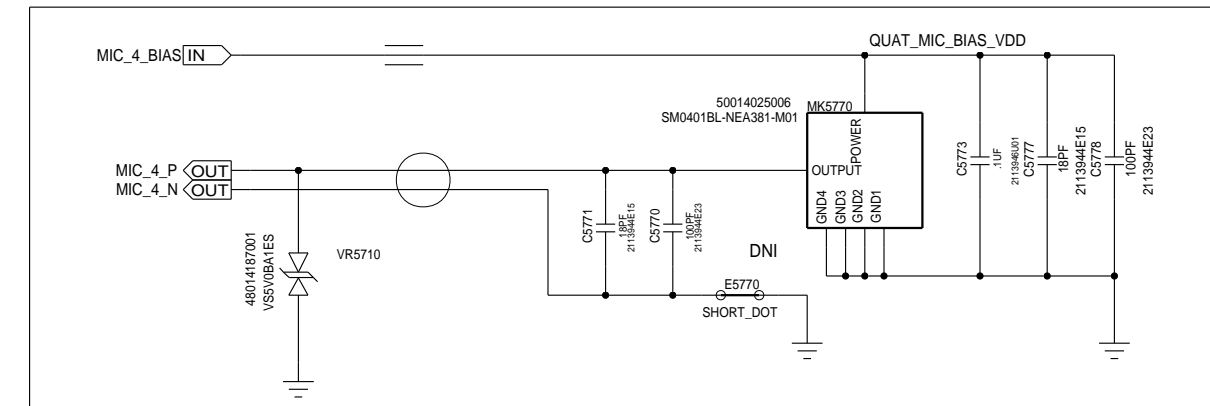 QUAT_MIC_BIAS_VDD
MIC_4_BIAS IN
50014025006
SM0401BL-NEA381-M01
MK5770
POWER
OUTPUT
GND4
GND3
GND2
GND1
C5773
.1UF
2113946U01
C5777
18PF
2113944E15
C5778
100PF
2113944E23
MIC_4_P OUT
MIC_4_N OUT
C5771
18PF
2113944E15
C5770
100PF
2113944E23
DNI
48014187001
VS5V0BA1ES
VR5710
E5770
SHORT_DOT